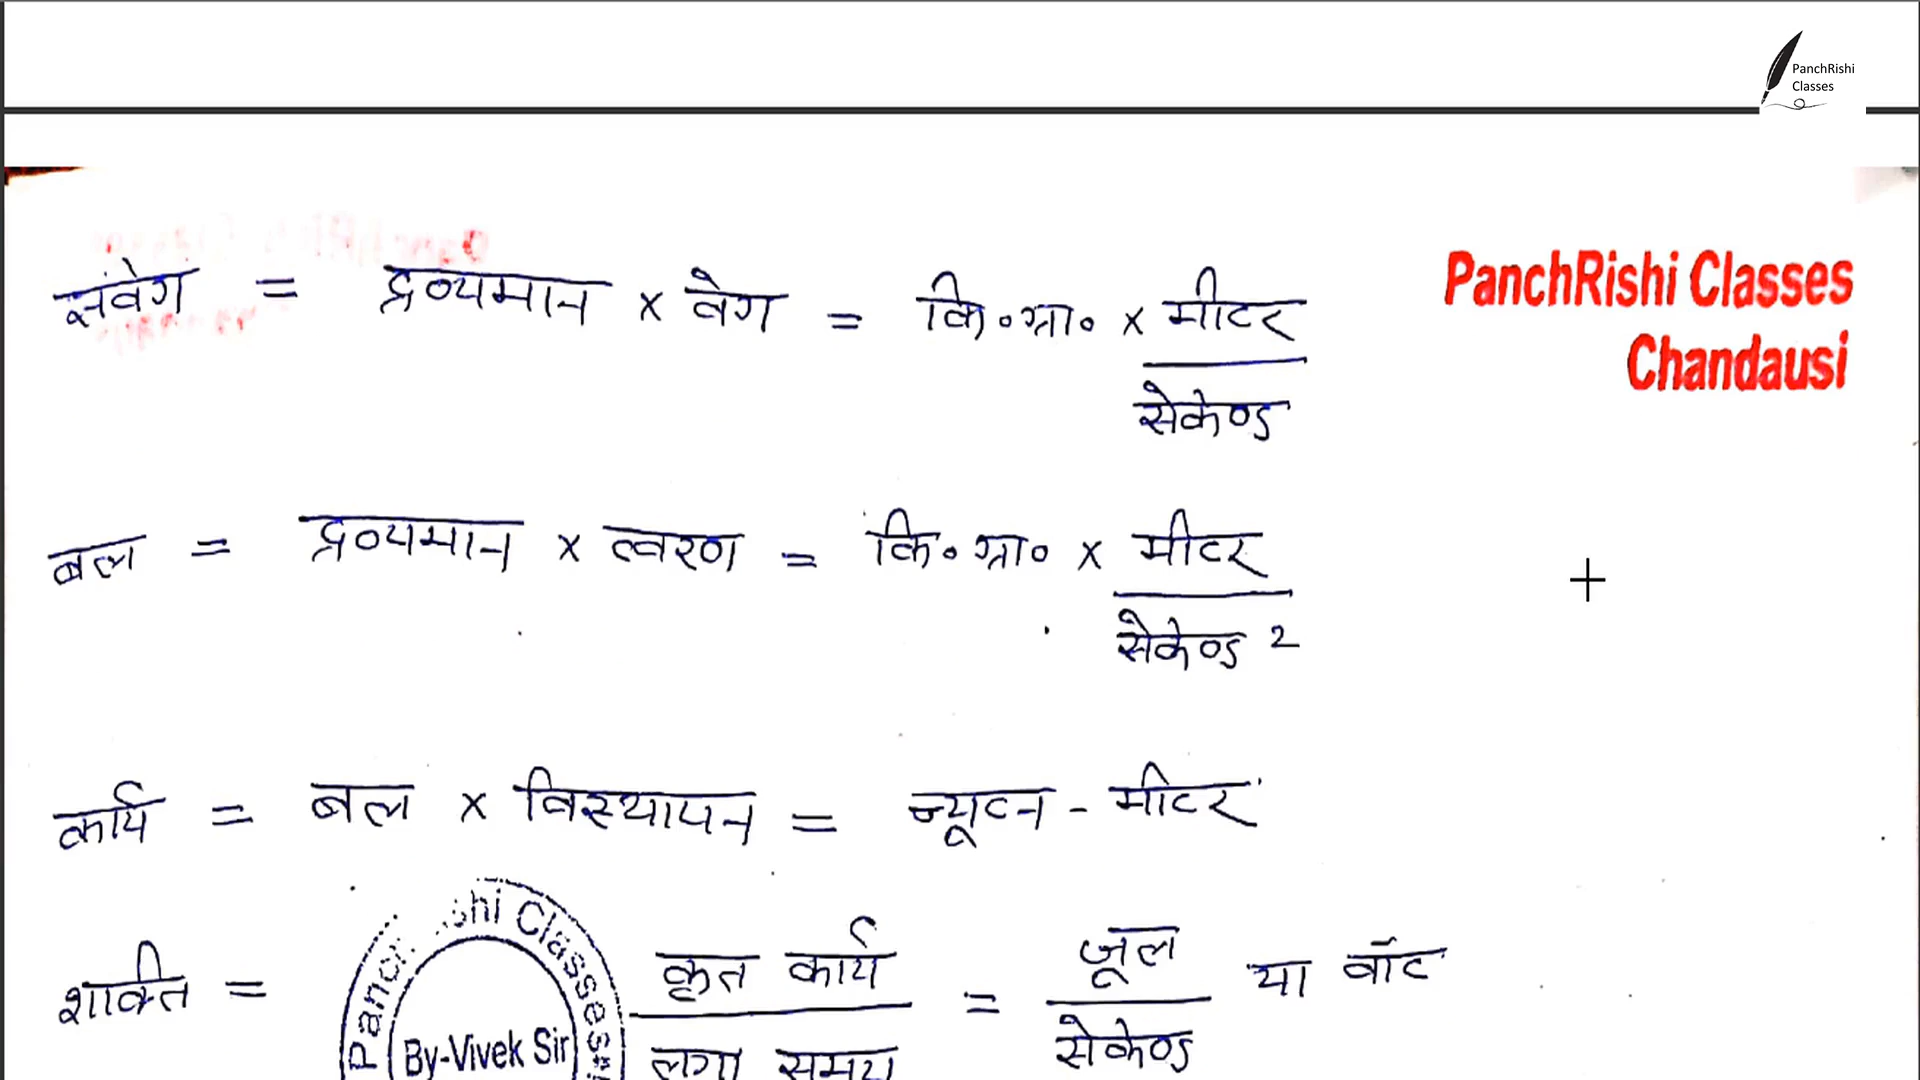 PanchRishi
Classes
PanchRishi Classes
Chandausi
संवेग = द्रव्यमान × वेग = कि॰ग्रा॰ × मीटर
सेकेण्ड
बल = द्रव्यमान × त्वरण = कि॰ग्रा॰ × मीटर
सेकेण्ड 2
कार्य = बल × विस्थापन = न्यूटन - मीटर
शक्ति = कृत कार्य = जूल या वॉट
लगा समय सेकेण्ड
Classes
By-Vivek Sir